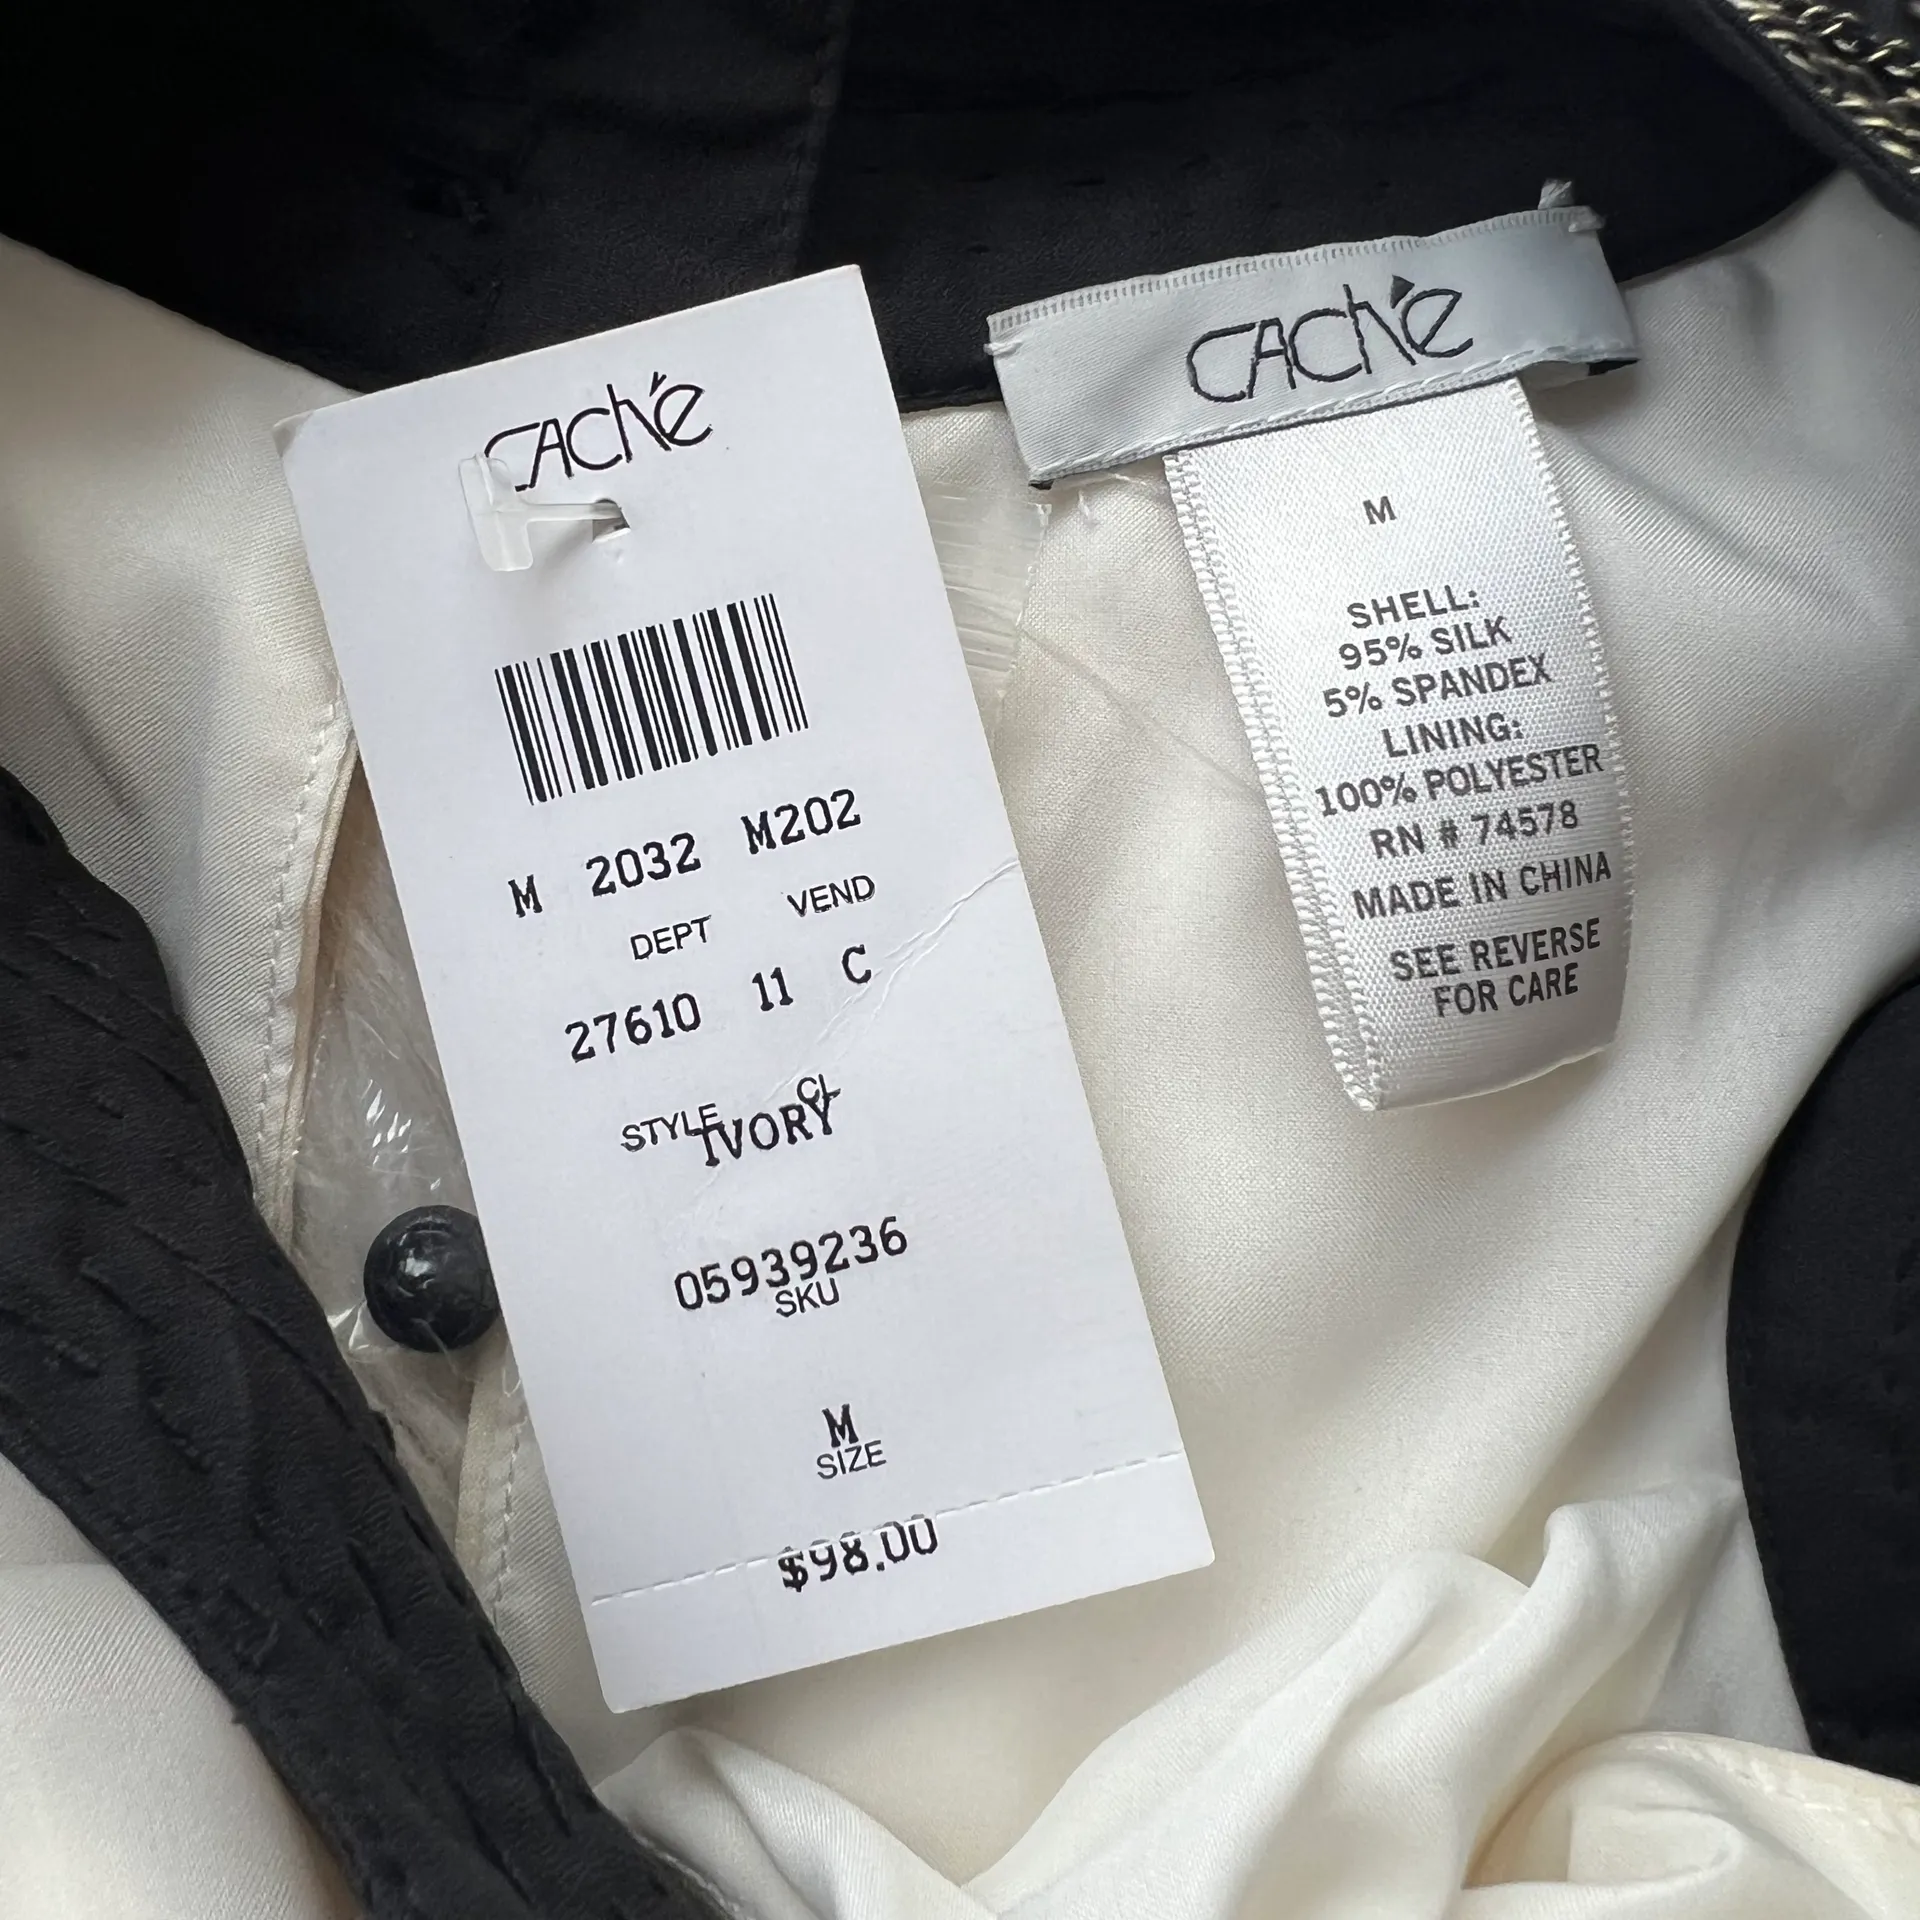 CACHÉ
M 2032 M202
DEPT VEND
27610 11 C
STYLE CL
IVORY
05939236
SKU
M
SIZE
$98.00
CACHÉ
M
SHELL:
95% SILK
5% SPANDEX
LINING:
100% POLYESTER
RN # 74578
MADE IN CHINA
SEE REVERSE
FOR CARE